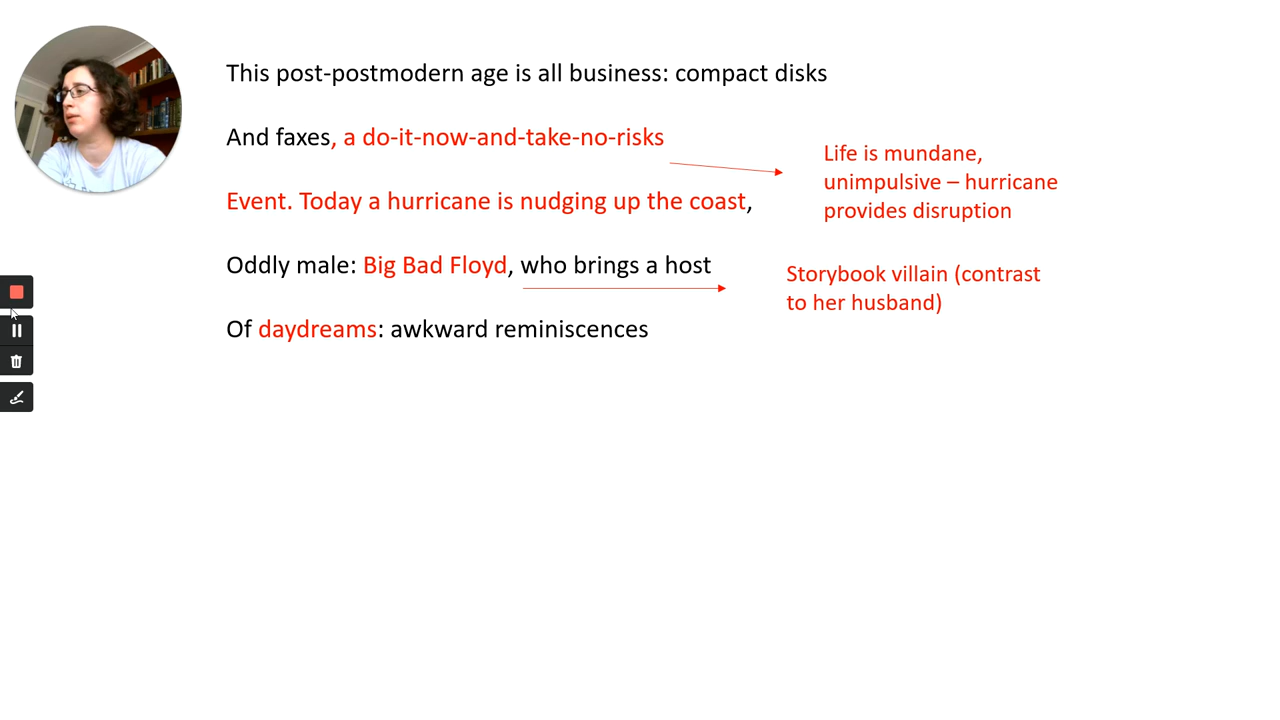 This post-postmodern age is all business: compact disks
And faxes, a do-it-now-and-take-no-risks
Event. Today a hurricane is nudging up the coast,
Oddly male: Big Bad Floyd, who brings a host
Of daydreams: awkward reminiscences
Life is mundane,
unimpulsive – hurricane
provides disruption
Storybook villain (contrast
to her husband)